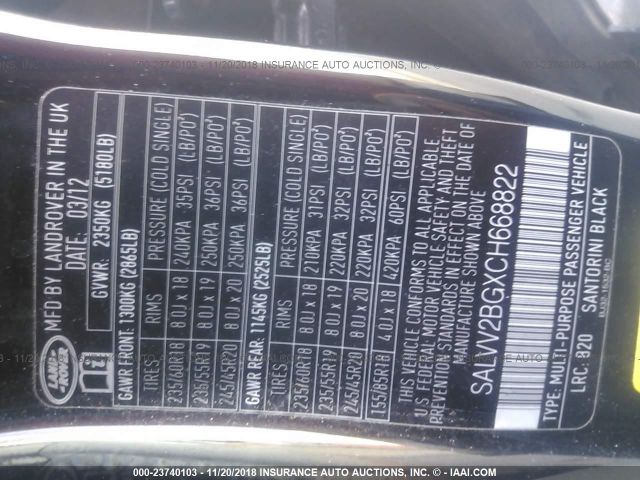 000-23740103 - 11/20/2018 INSURANCE AUTO AUCTIONS, INC. - © IAAI.COM
LAND ROVER
MFD BY LANDROVER IN THE UK
DATE: 03/12
GVWR: 2350KG (5180LB)
GAWR FRONT: 1300KG (2865LB)
TIRES RIMS PRESSURE (COLD SINGLE)
235/60R18 8.0J x 18 240KPA 35PSI (LB/PO²)
235/55R19 8.0J x 19 250KPA 36PSI (LB/PO²)
245/45R20 8.0J x 20 250KPA 36PSI (LB/PO²)
GAWR REAR: 1145KG (2525LB)
TIRES RIMS PRESSURE (COLD SINGLE)
235/60R18 8.0J x 18 210KPA 31PSI (LB/PO²)
235/55R19 8.0J x 19 220KPA 32PSI (LB/PO²)
245/45R20 8.0J x 20 220KPA 32PSI (LB/PO²)
155/85R18 4.0J x 18 420KPA 60PSI (LB/PO²)
THIS VEHICLE CONFORMS TO ALL APPLICABLE
U.S. FEDERAL MOTOR VEHICLE SAFETY AND THEFT
PREVENTION STANDARDS IN EFFECT ON THE DATE OF
MANUFACTURE SHOWN ABOVE.
SALVV2BGXCH668822
TYPE: MULTI-PURPOSE PASSENGER VEHICLE
LRC: 820 SANTORINI BLACK
000-23740103 - 11/20/2018 INSURANCE AUTO AUCTIONS, INC. - © IAAI.COM